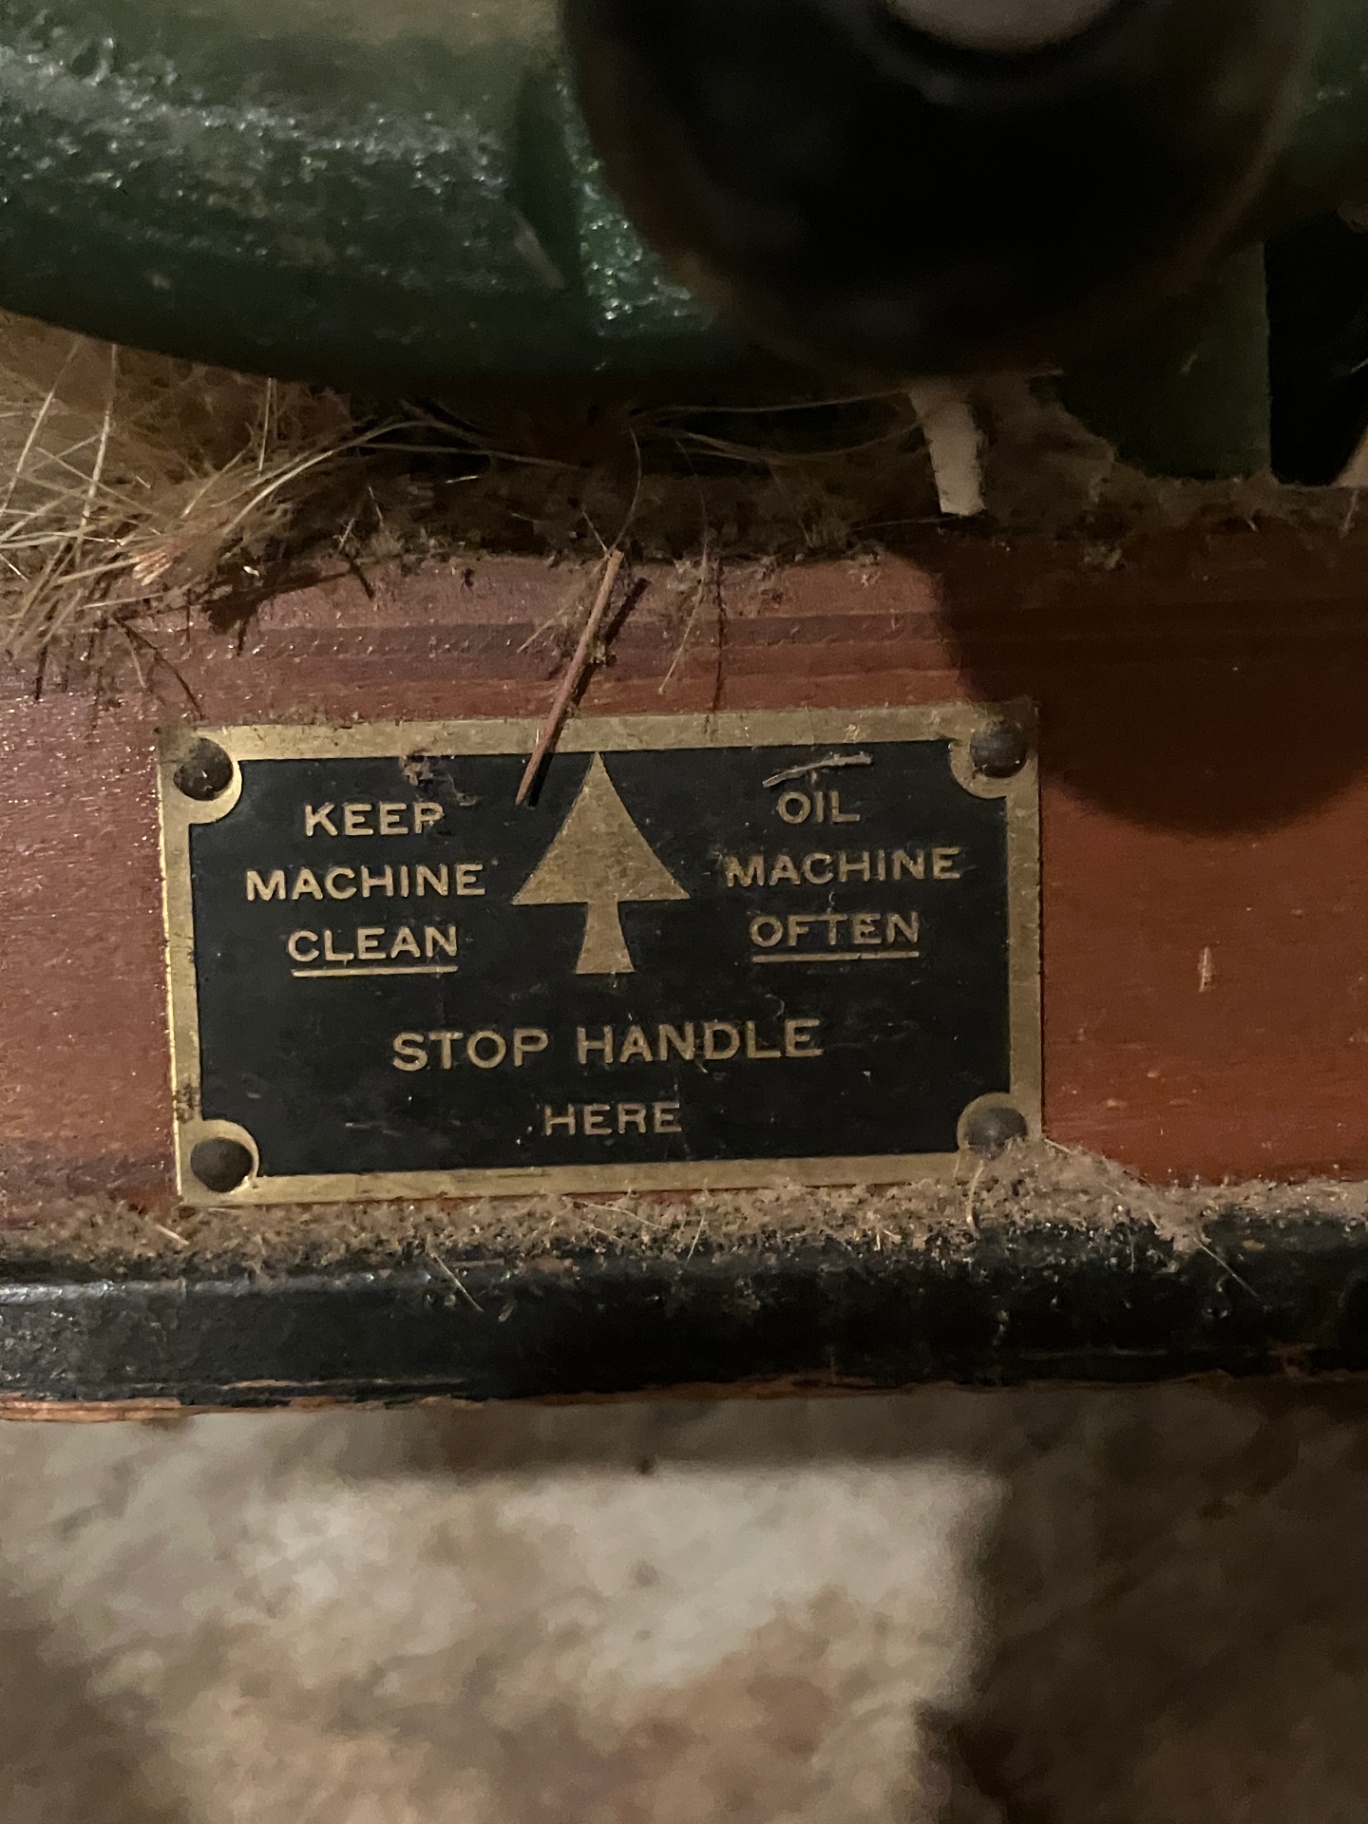 KEEP
MACHINE
CLEAN
OIL
MACHINE
OFTEN
STOP HANDLE
HERE